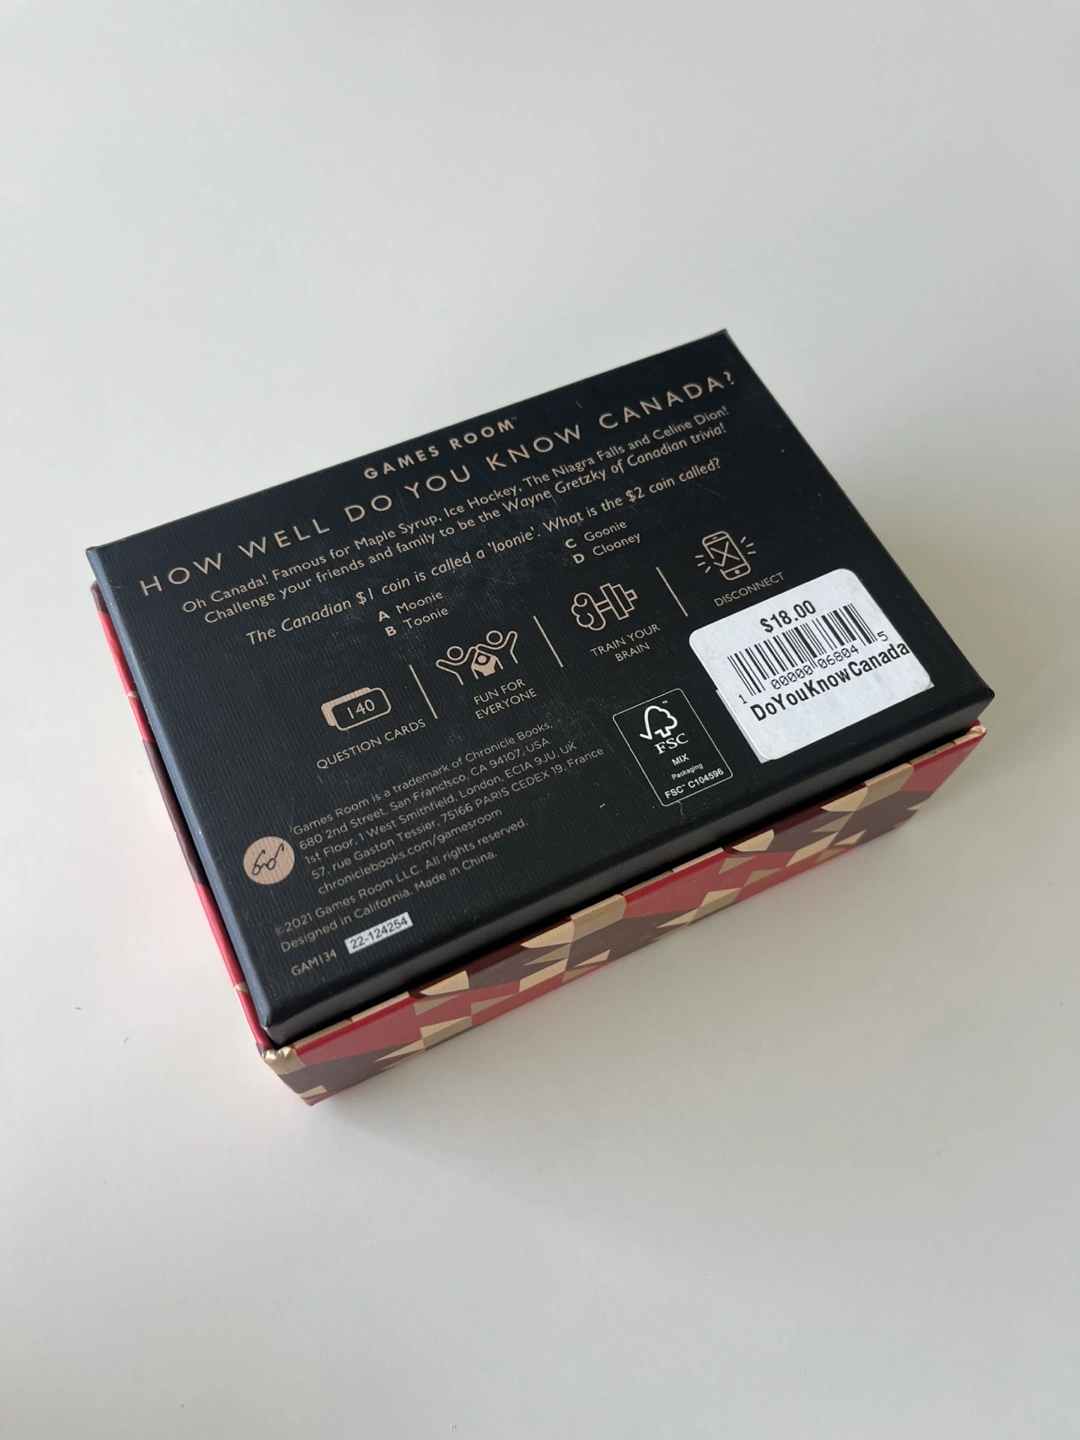 GAMES ROOM™
HOW WELL DO YOU KNOW CANADA?
Oh Canada! Famous for Maple Syrup, Ice Hockey, The Niagra Falls and Celine Dion!
Challenge your friends and family to be the Wayne Gretzky of Canadian trivia!
The Canadian $1 coin is called a 'loonie'. What is the $2 coin called?
A Moonie
B Toonie
C Goonie
D Clooney
140
QUESTION CARDS
FUN FOR
EVERYONE
TRAIN YOUR
BRAIN
DISCONNECT
$18.00
1 00000 06804 5
DoYouKnowCanada
Games Room is a trademark of Chronicle Books,
680 2nd Street, San Francisco, CA 94107, USA
1st Floor, 1 West Smithfield, London, EC1A 9JU, UK
57, rue Gaston Tessier, 75166 PARIS CEDEX 19, France
chroniclebooks.com/gamesroom
©2021 Games Room LLC. All rights reserved.
Designed in California. Made in China.
GAM134
22-124254
FSC
MIX
Packaging
FSC™ C104596